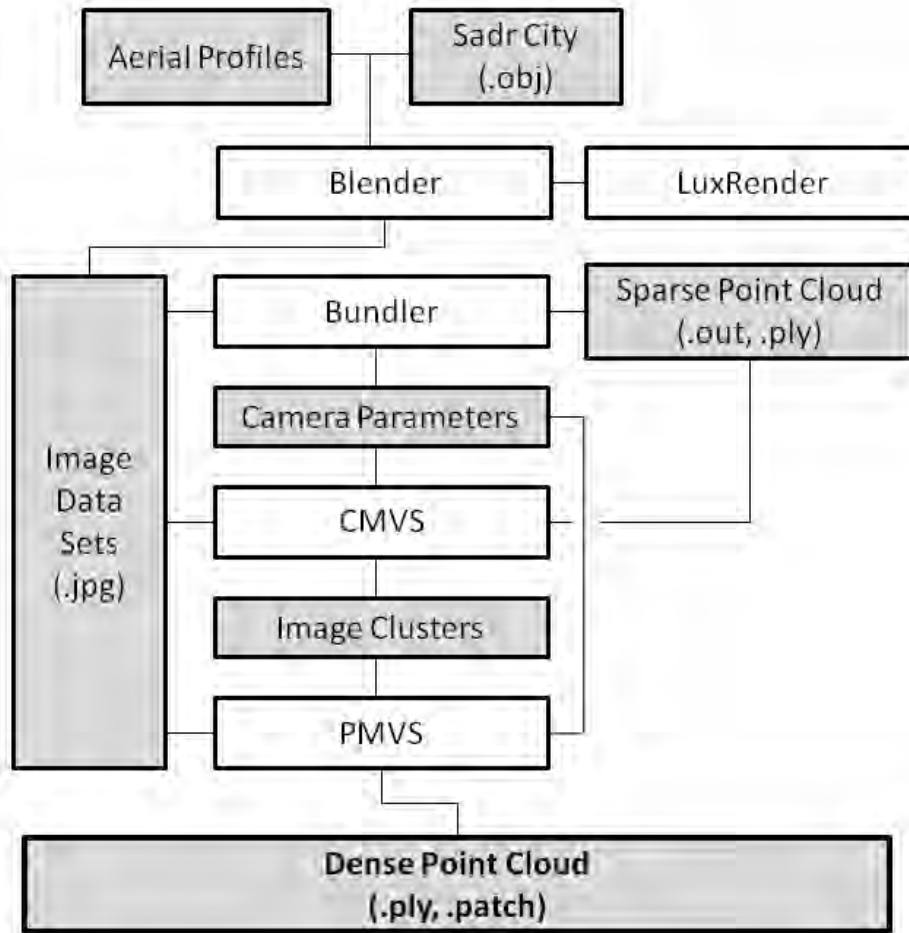 Aerial Profiles
Sadr City
(.obj)
Blender
LuxRender
Bundler
Sparse Point Cloud
(.out, .ply)
Camera Parameters
Image
Data
Sets
(.jpg)
CMVS
Image Clusters
PMVS
Dense Point Cloud
(.ply, .patch)